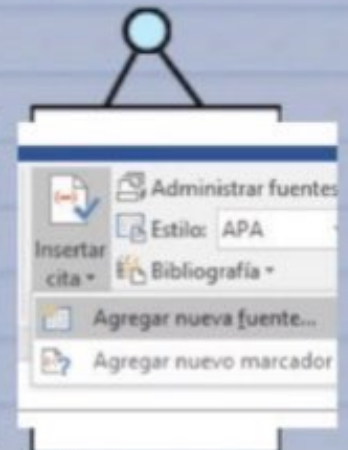 Administrar fuentes
Estilo: APA
Insertar
cita
Bibliografía
Agregar nueva fuente...
Agregar nuevo marcador